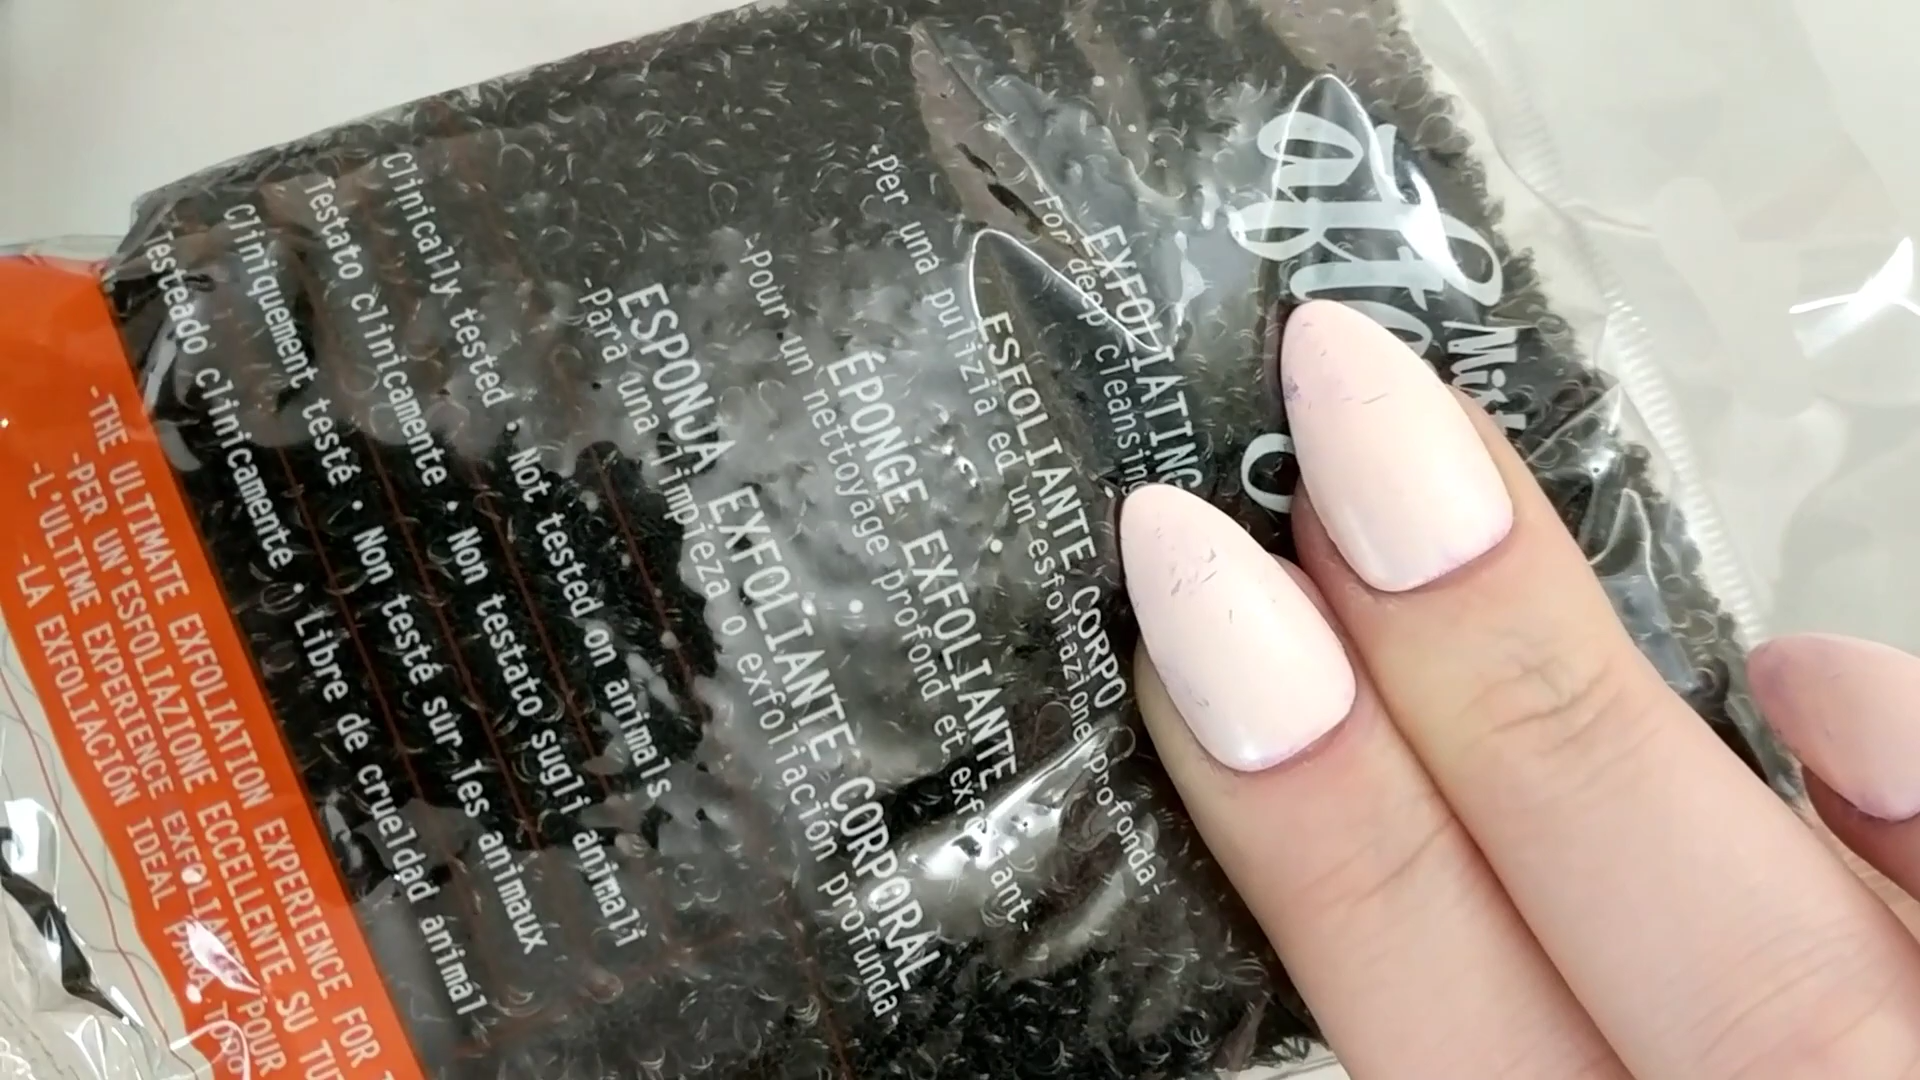 EXFOLIATING
-For deep cleansing
ESFOLIANTE CORPO
-Per una pulizia ed un'esfoliazione profonda-
ÉPONGE EXFOLIANTE
-pour un nettoyage profond et exfoliant-
ESPONJA EXFOLIANTE CORPORAL
-Para una limpieza o exfoliación profunda-
Clinically tested • Not tested on animals
Testato clinicamente • Non testato sugli animali
Cliniquement testé • Non testé sur les animaux
Testeado clinicamente • Libre de crueldad animal
-THE ULTIMATE EXFOLIATION EXPERIENCE FOR
-PER UN'ESFOLIAZIONE ECCELLENTE SU
-L'ULTIME EXPERIENCE EXFOLIANTE POUR
-LA EXFOLIACIÓN IDEAL PARA